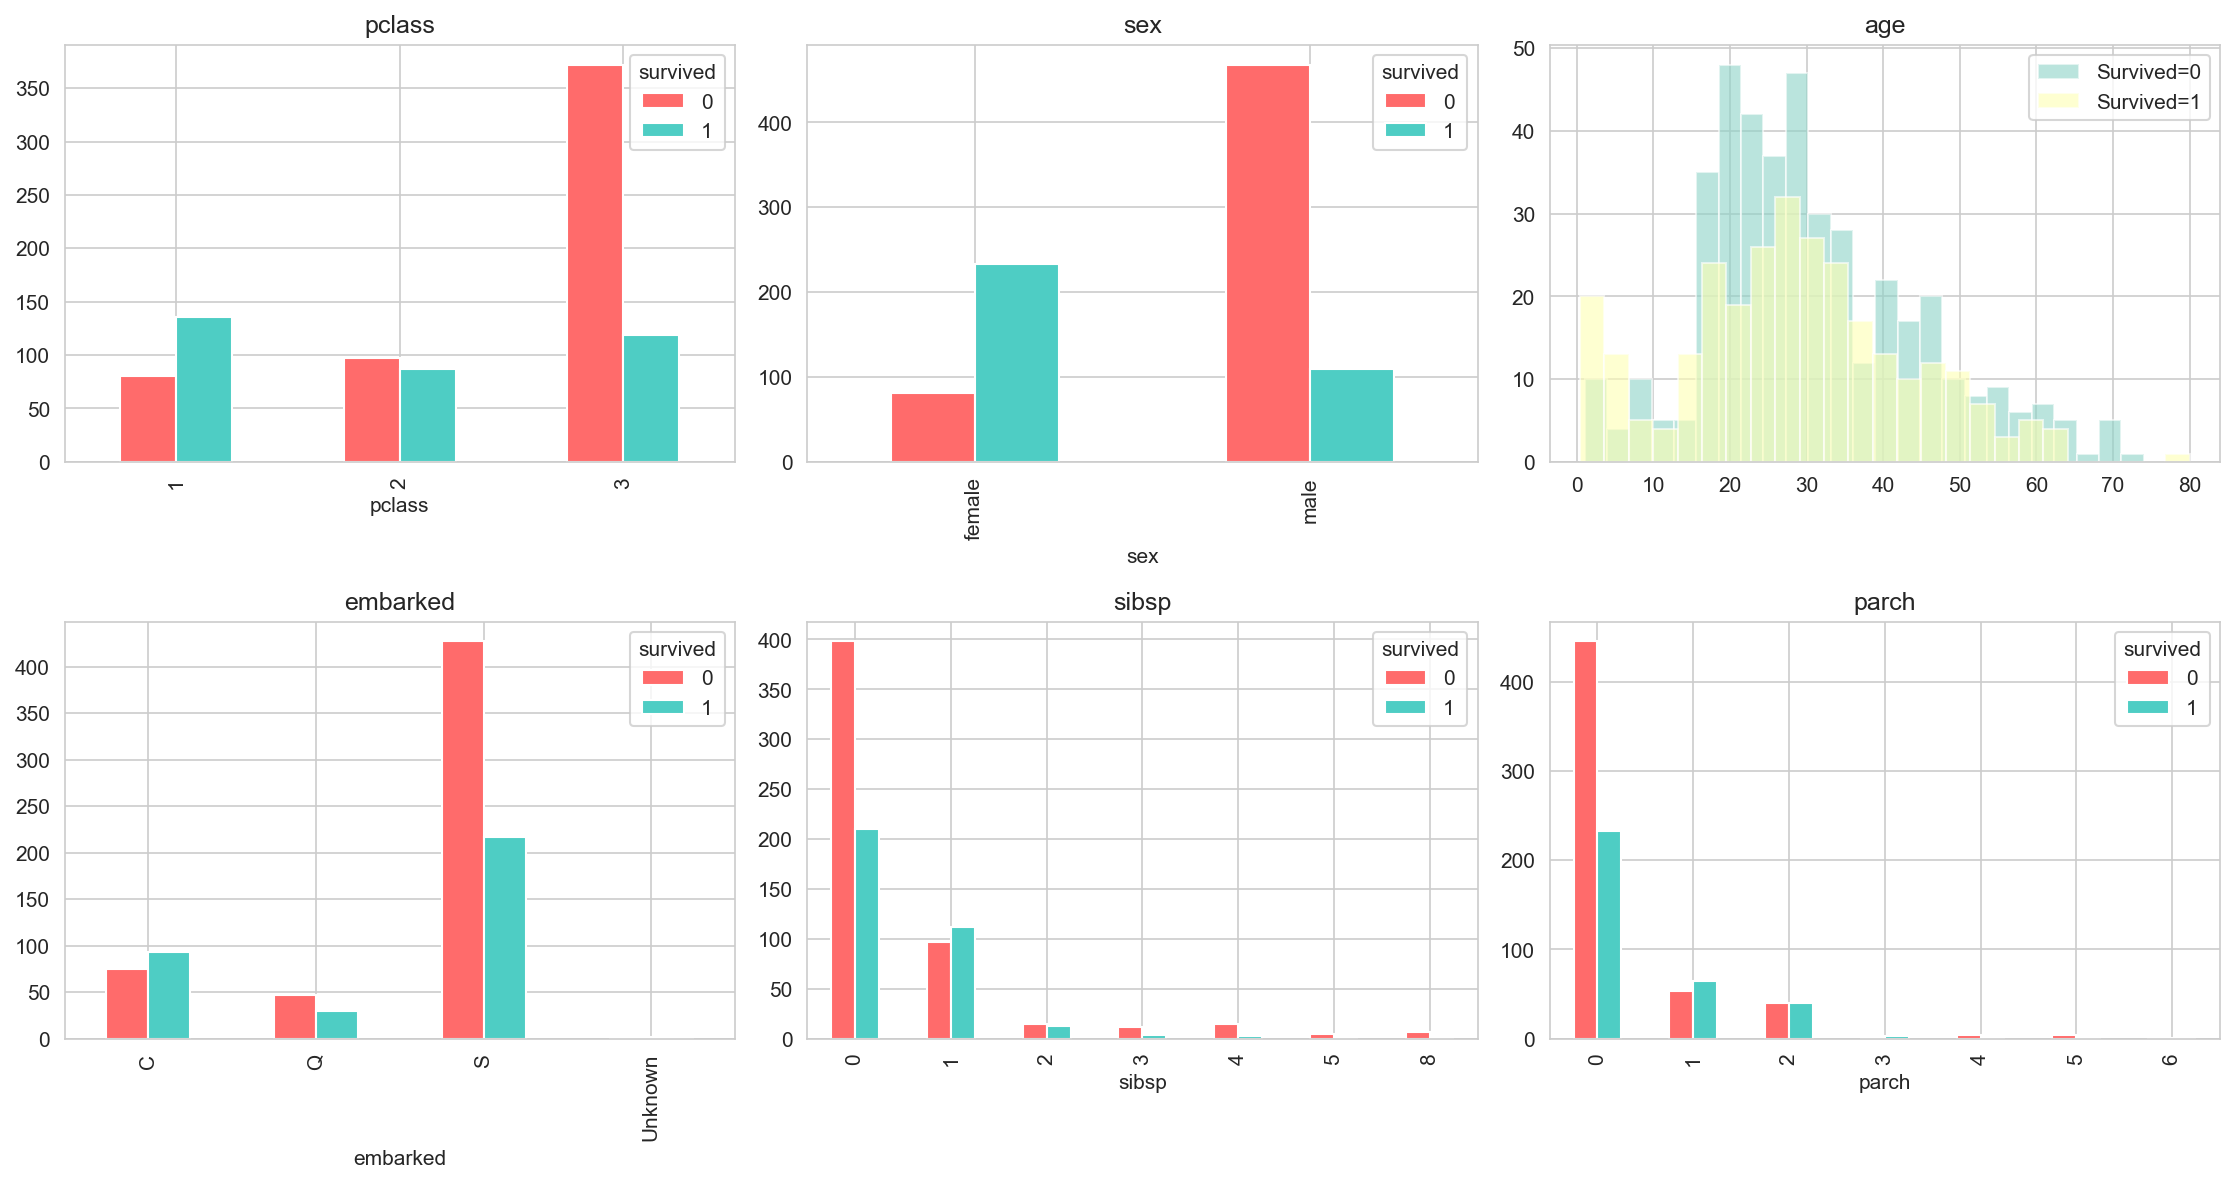 pclass
350
300
250
200
150
100
50
0
1
2
3
pclass
survived
0
1
sex
400
300
200
100
0
female
male
sex
survived
0
1
age
50
40
30
20
10
0
0 10 20 30 40 50 60 70 80
Survived=0
Survived=1
embarked
400
350
300
250
200
150
100
50
0
C
Q
S
Unknown
embarked
survived
0
1
sibsp
400
350
300
250
200
150
100
50
0
0
1
2
3
4
5
8
sibsp
survived
0
1
parch
400
300
200
100
0
0
1
2
3
4
5
6
parch
survived
0
1